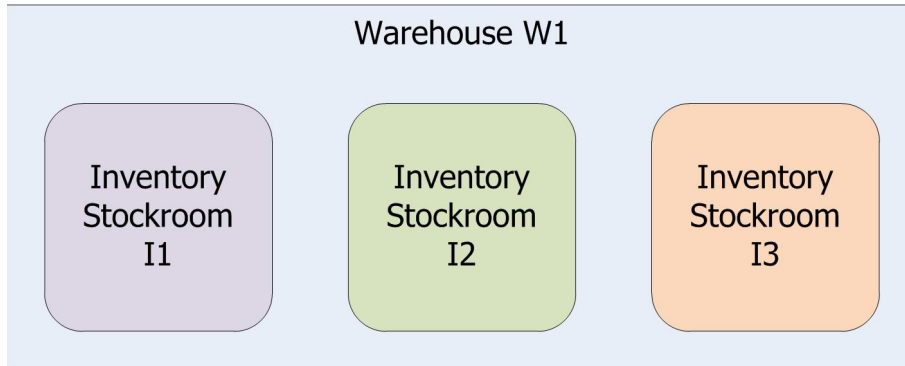 Warehouse W1
Inventory
Stockroom
I1
Inventory
Stockroom
I2
Inventory
Stockroom
I3